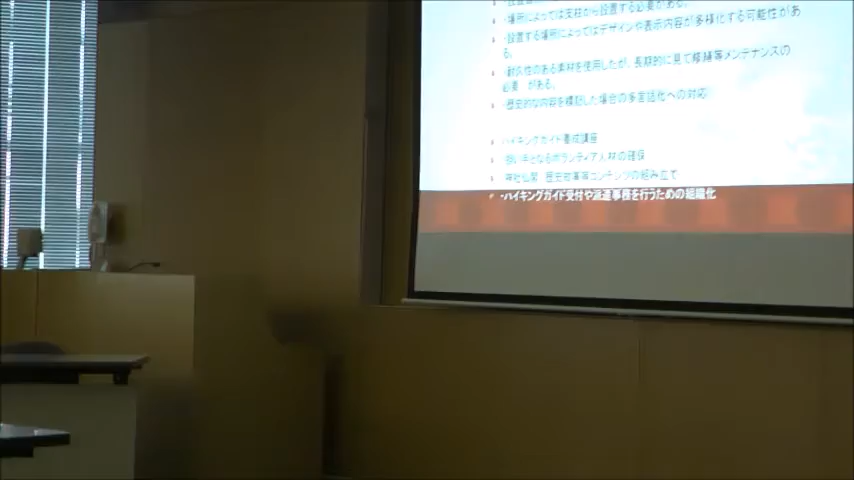 ・場所によっては支柱から設置する必要がある。
・設置する場所によってはデザインや表示内容が多様化する可能性があ
る。
・耐久性のある素材を使用したが、長期的に見て修繕等メンテナンスの
必要 がある。
・歴史的な内容を標記した場合の多言語化への対応
ハイキングガイド養成講座
・担い手となるボランティア人材の確保
・神社仏閣 歴史物事等コンテンツの組み立て
・ハイキングガイド受付や派遣事務を行うための組織化